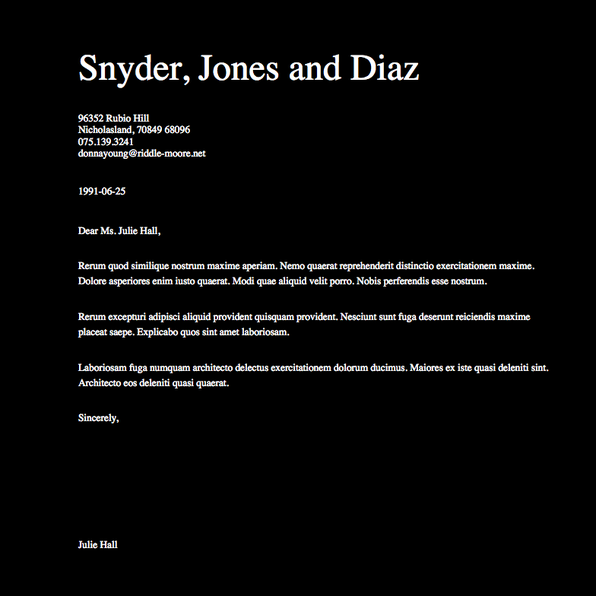 Snyder, Jones and Diaz
96352 Rubio Hill
Nicholasland, 70849 68096
075.139.3241
donnayoung@riddle-moore.net
1991-06-25
Dear Ms. Julie Hall,
Rerum quod similique nostrum maxime aperiam. Nemo quaerat reprehenderit distinctio exercitationem maxime.
Dolore asperiores enim iusto quaerat. Modi quae aliquid velit porro. Nobis perferendis esse nostrum.
Rerum excepturi adipisci aliquid provident quisquam provident. Nesciunt sunt fuga deserunt reiciendis maxime
placeat saepe. Explicabo quos sint amet laboriosam.
Laboriosam fuga numquam architecto delectus exercitationem dolorum ducimus. Maiores ex iste quasi deleniti sint.
Architecto eos deleniti quasi quaerat.
Sincerely,
Julie Hall